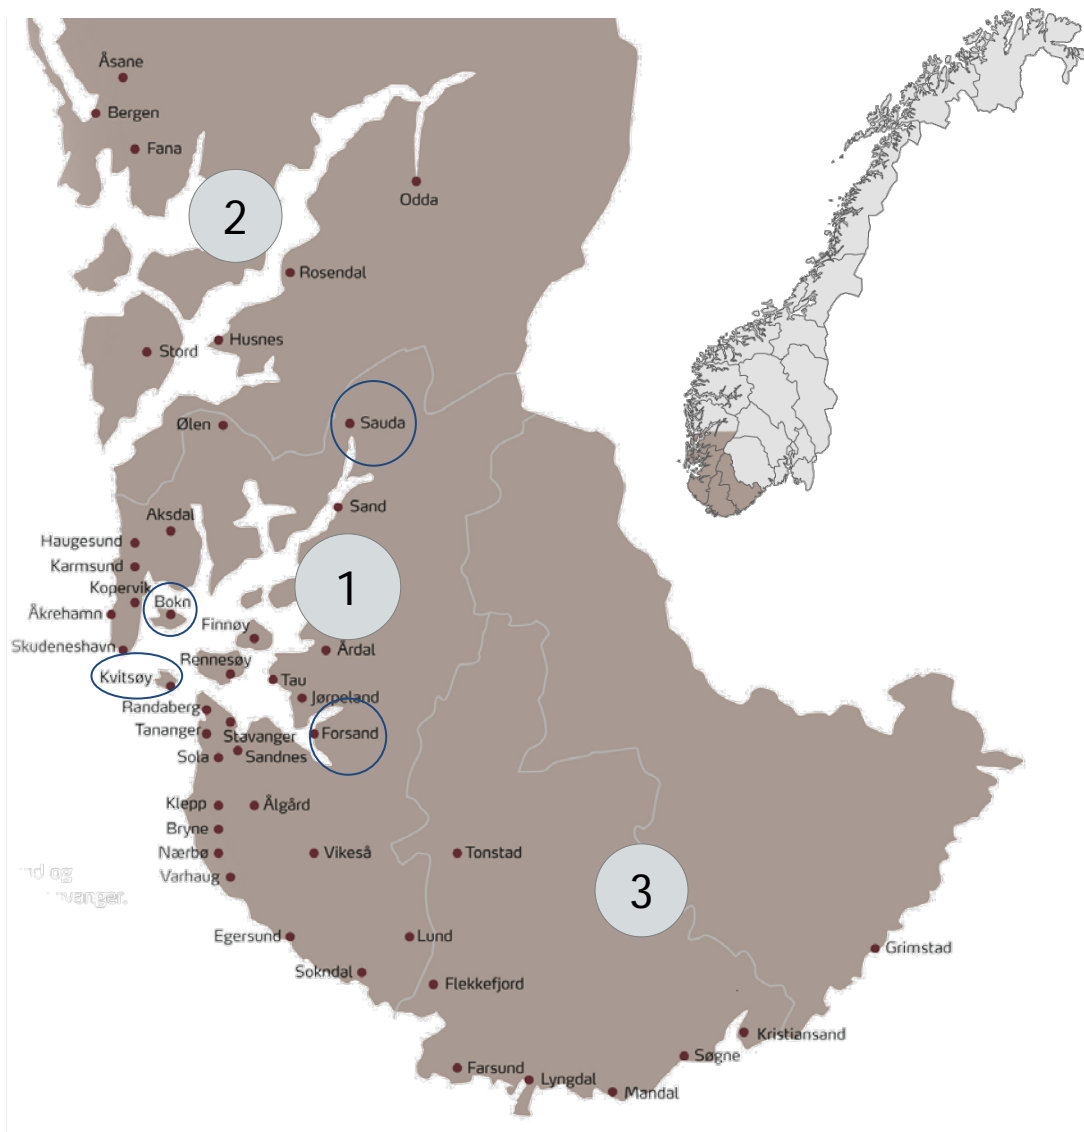 Åsane
Bergen
Fana
Odda
2
Rosendal
Husnes
Stord
Sauda
Ølen
Sand
Aksdal
Haugesund
Karmsund
Kopervik
1
Bokn
Åkrehamn
Finnøy
Skudeneshavn
Årdal
Rennesøy
Kvitsøy
Tau
Jørpeland
Randaberg
Tananger
Stavanger
Forsand
Sola
Sandnes
Klepp
Ålgård
Bryne
Nærbø
Vikeså
Tonstad
Varhaug
og
3
Egersund
Lund
Grimstad
Sokndal
Flekkefjord
Kristiansand
Søgne
Farsund
Lyngdal
Mandal